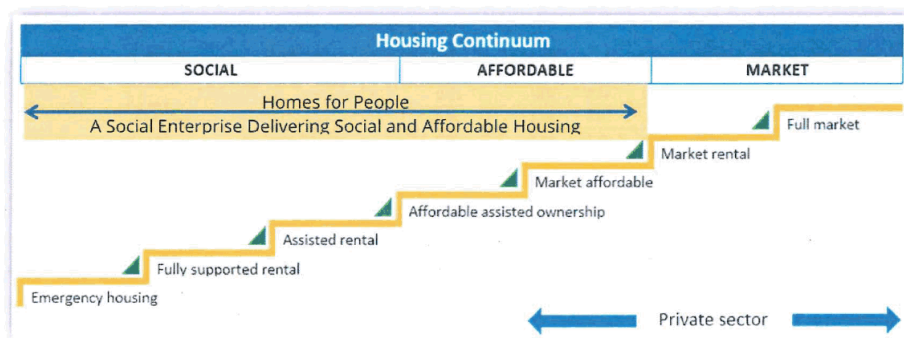 Housing Continuum
SOCIAL AFFORDABLE MARKET
Homes for People
A Social Enterprise Delivering Social and Affordable Housing
Full market
Market rental
Market affordable
Affordable assisted ownership
Assisted rental
Fully supported rental
Emergency housing
Private sector